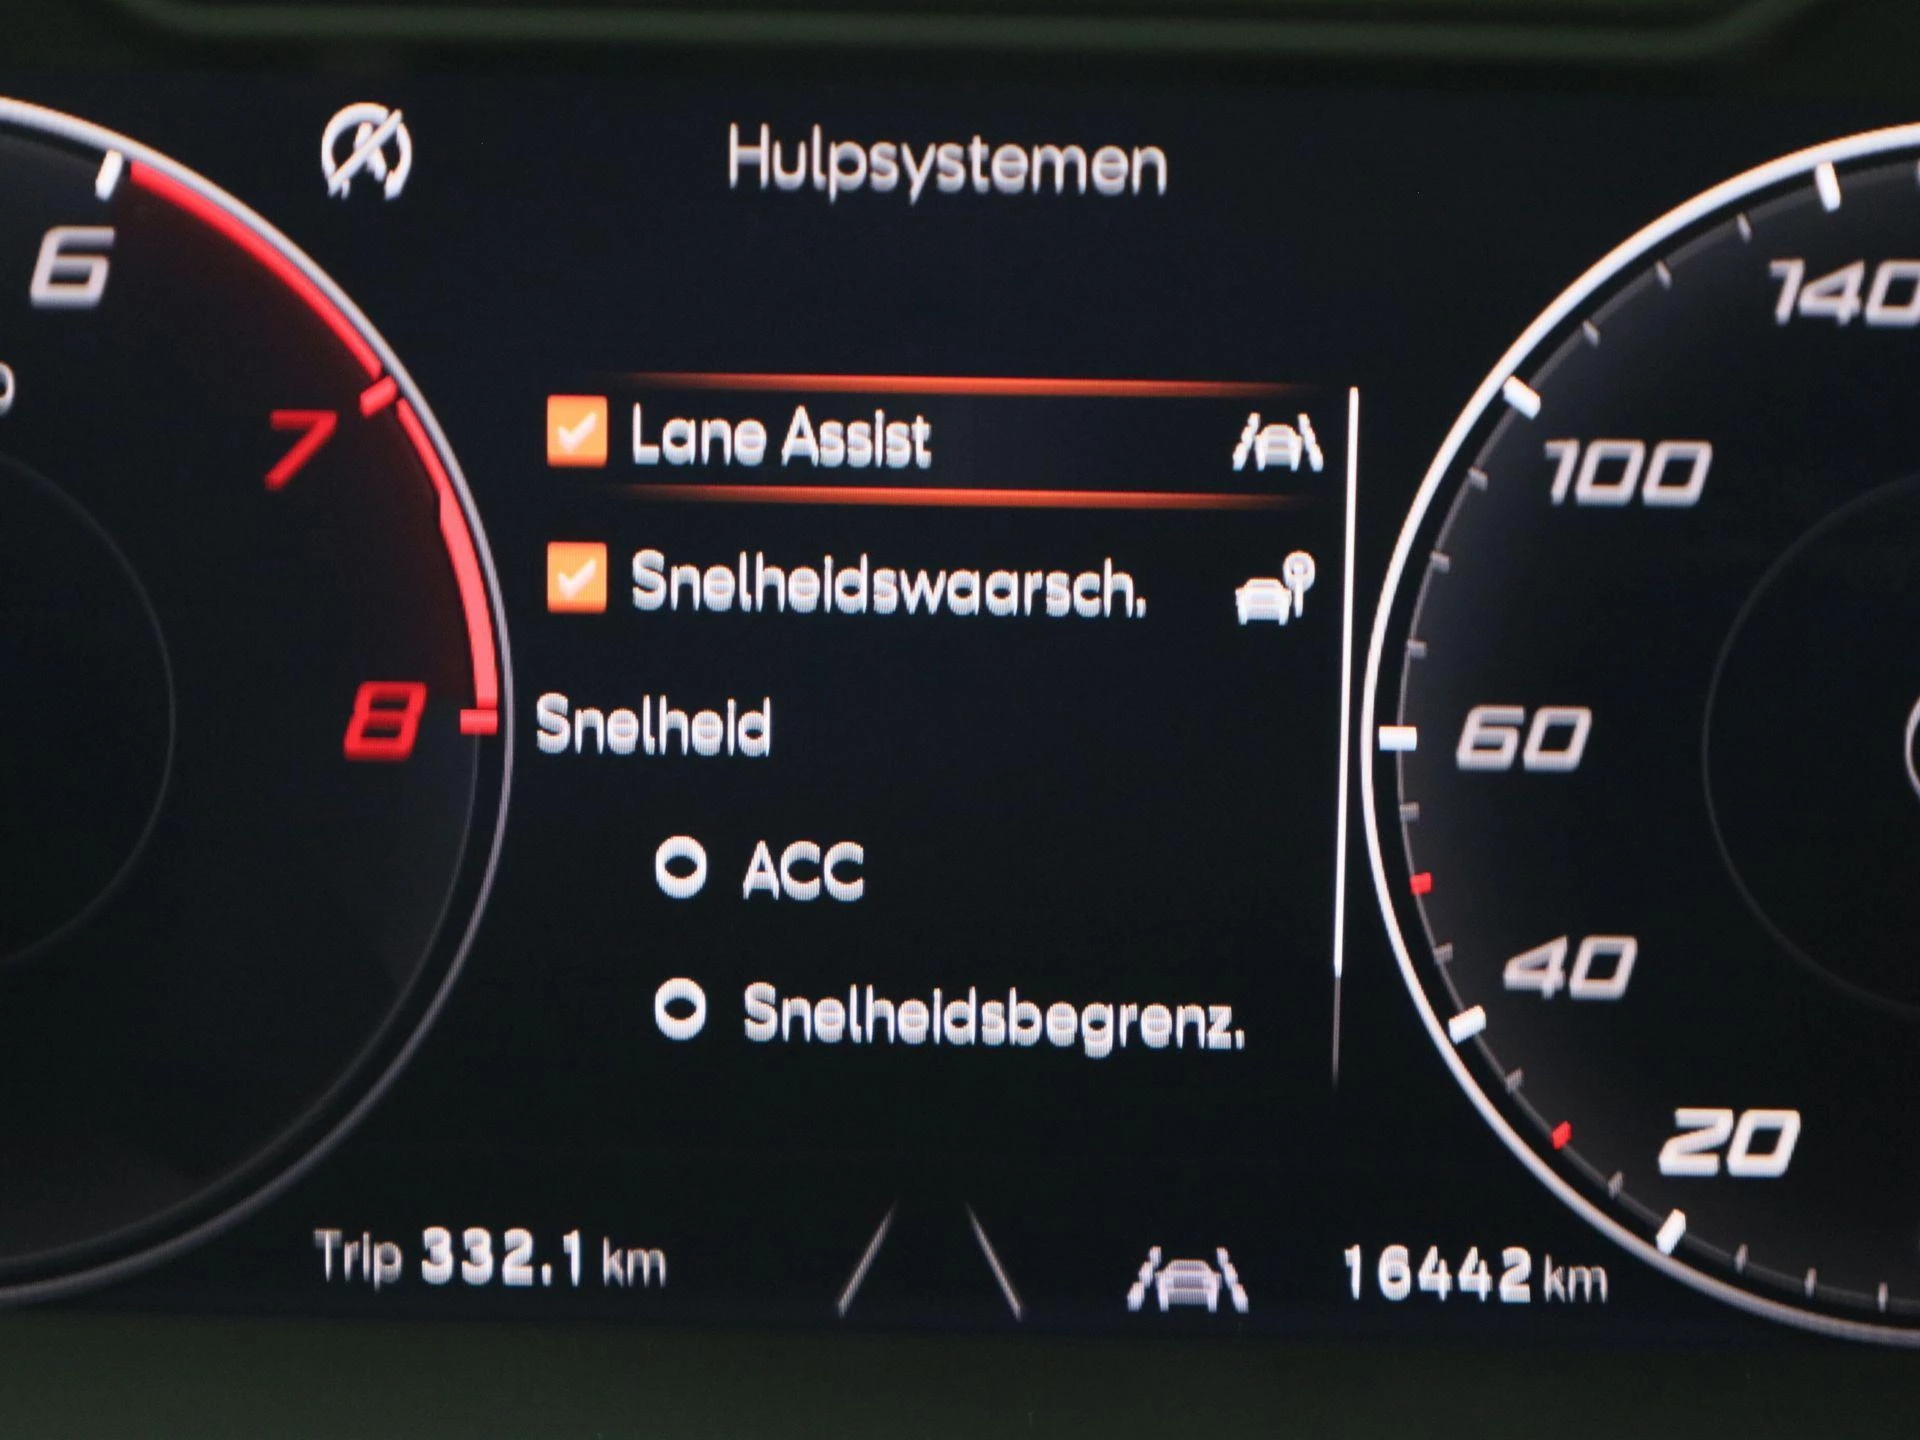 Hulpsystemen
6
7
8
Lane Assist
Snelheidswaarsch.
Snelheid
ACC
Snelheidsbegrenz.
140
100
60
40
20
Trip 332.1 km
16442 km